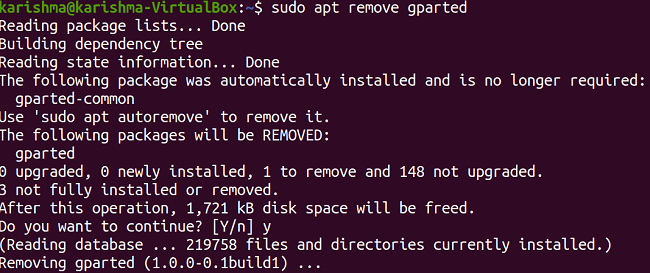 karishma@karishma-VirtualBox:~$ sudo apt remove gparted
Reading package lists... Done
Building dependency tree
Reading state information... Done
The following package was automatically installed and is no longer required:
  gparted-common
Use 'sudo apt autoremove' to remove it.
The following packages will be REMOVED:
  gparted
0 upgraded, 0 newly installed, 1 to remove and 148 not upgraded.
3 not fully installed or removed.
After this operation, 1,721 kB disk space will be freed.
Do you want to continue? [Y/n] y
(Reading database ... 219758 files and directories currently installed.)
Removing gparted (1.0.0-0.1build1) ...